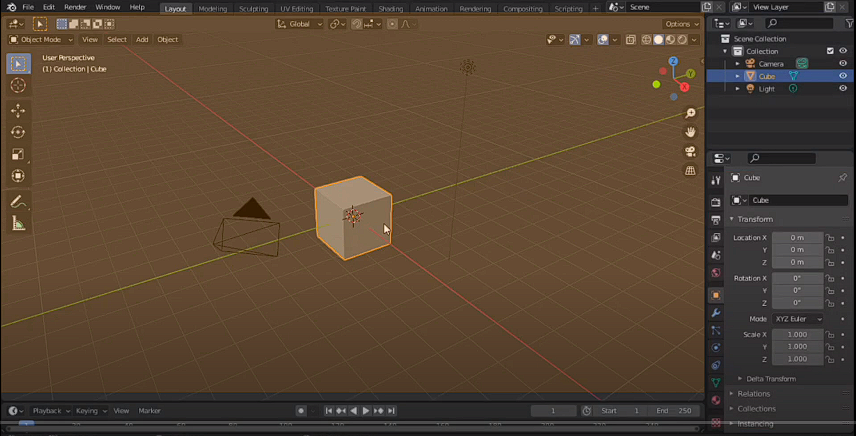 File Edit Render Window Help Layout Modeling Sculpting UV Editing Texture Paint Shading Animation Rendering Compositing Scripting + Scene View Layer
Global Options
Object Mode View Select Add Object
User Perspective
(1) Collection | Cube
Z
Y
X
Scene Collection
Collection
Camera
Cube
Light
Cube
Cube
Transform
Location X 0 m
Y 0 m
Z 0 m
Rotation X 0°
Y 0°
Z 0°
Mode XYZ Euler
Scale X 1.000
Y 1.000
Z 1.000
Delta Transform
Relations
Collections
Instancing
Playback Keying View Marker 1 Start 1 End 250